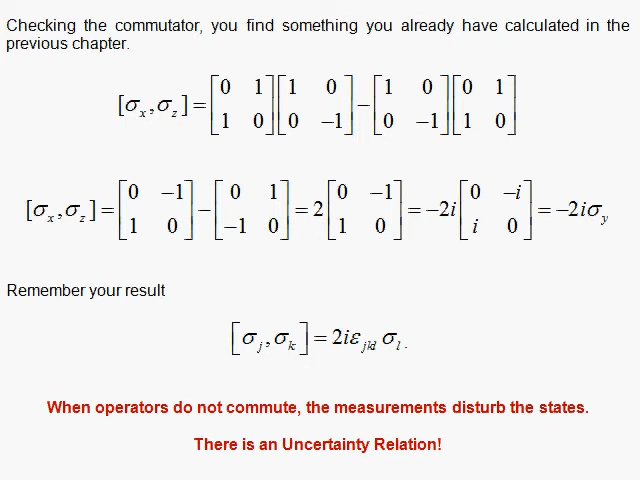 Checking the commutator, you find something you already have calculated in the
previous chapter.
[σ_x, σ_z] = [0 1; 1 0][1 0; 0 −1] − [1 0; 0 −1][0 1; 1 0]
[σ_x, σ_z] = [0 −1; 1 0] − [0 1; −1 0] = 2[0 −1; 1 0] = −2i[0 −i; i 0] = −2iσ_y
Remember your result
[σ_j, σ_k] = 2iε_jkl σ_l.
When operators do not commute, the measurements disturb the states.
There is an Uncertainty Relation!